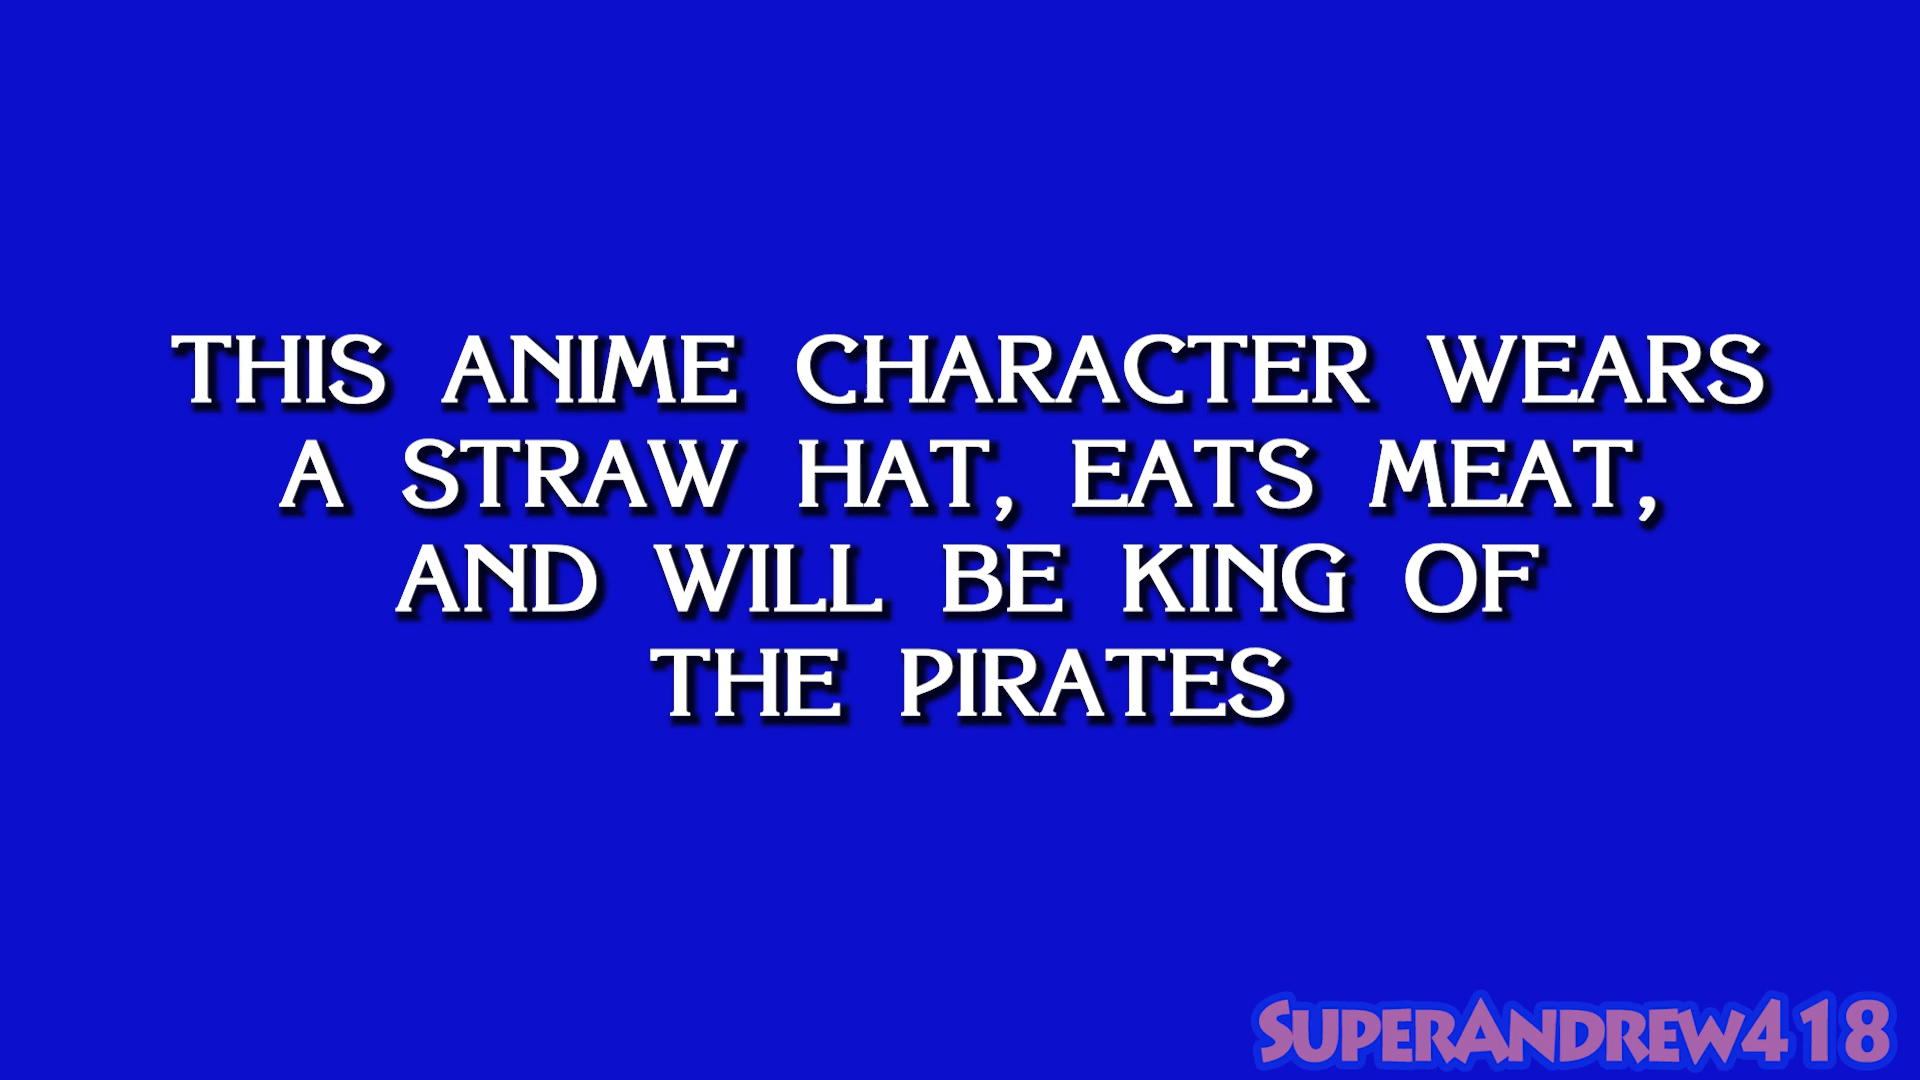 THIS ANIME CHARACTER WEARS
A STRAW HAT, EATS MEAT,
AND WILL BE KING OF
THE PIRATES
SUPERANDREW418